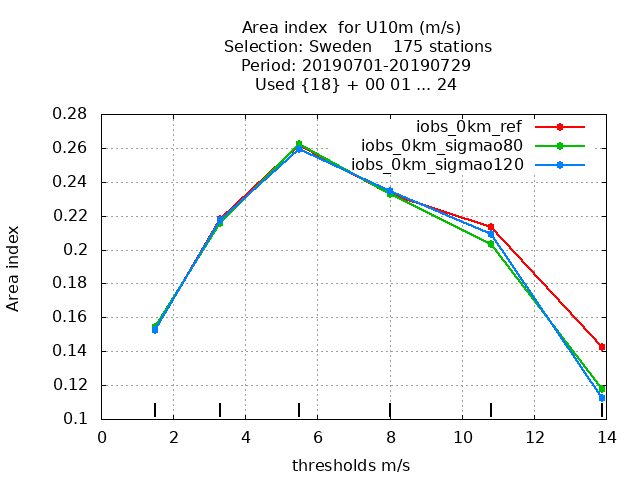 Area index  for U10m (m/s)
Selection: Sweden    175 stations
Period: 20190701-20190729
Used {18} + 00 01 ... 24
iobs_0km_ref
iobs_0km_sigmao80
iobs_0km_sigmao120
Area index
0.28
0.26
0.24
0.22
0.2
0.18
0.16
0.14
0.12
0.1
0 2 4 6 8 10 12 14
thresholds m/s